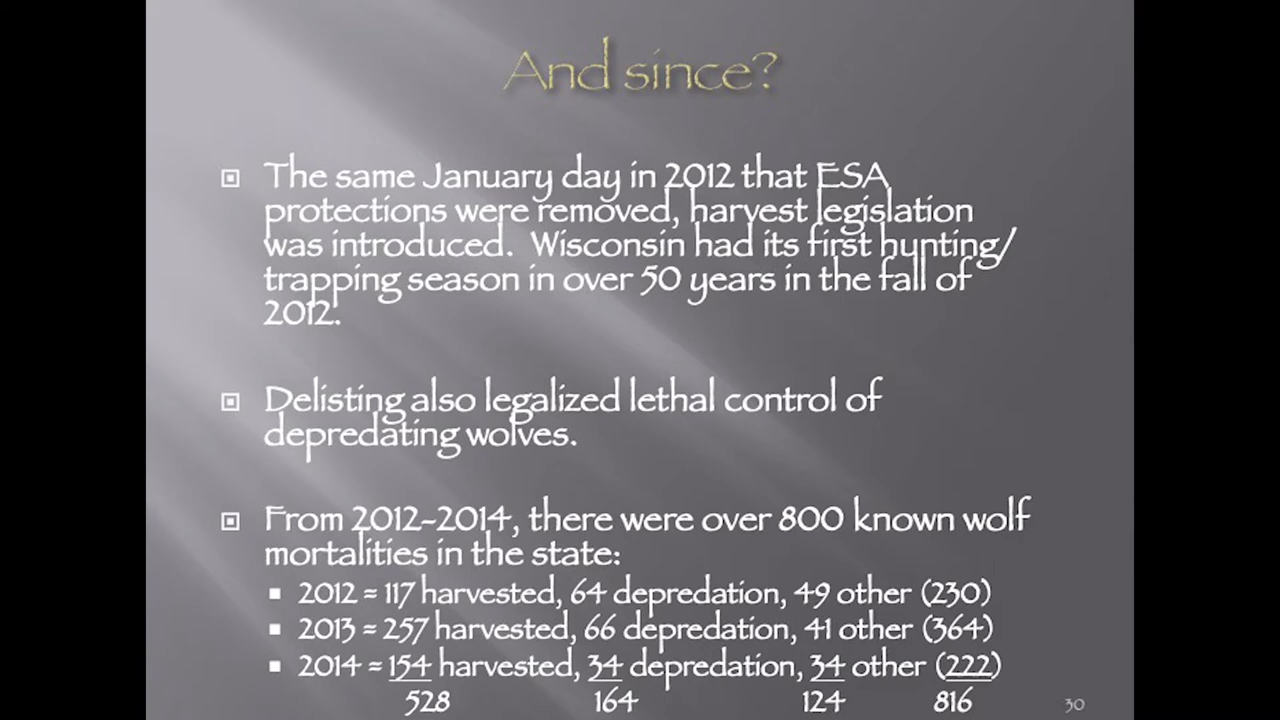 And since?
The same January day in 2012 that ESA
protections were removed, harvest legislation
was introduced. Wisconsin had its first hunting/
trapping season in over 50 years in the fall of
2012.
Delisting also legalized lethal control of
depredating wolves.
From 2012-2014, there were over 800 known wolf
mortalities in the state:
2012 = 117 harvested, 64 depredation, 49 other (230)
2013 = 257 harvested, 66 depredation, 41 other (364)
2014 = 154 harvested, 34 depredation, 34 other (222)
528 164 124 816
30